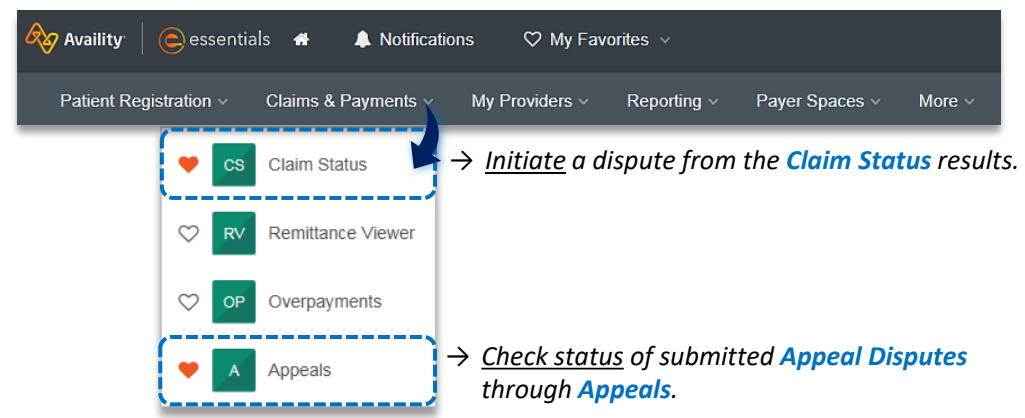 Availity essentials Notifications My Favorites
Patient Registration Claims & Payments My Providers Reporting Payer Spaces More
CS Claim Status → Initiate a dispute from the Claim Status results.
RV Remittance Viewer
OP Overpayments
A Appeals → Check status of submitted Appeal Disputes
through Appeals.